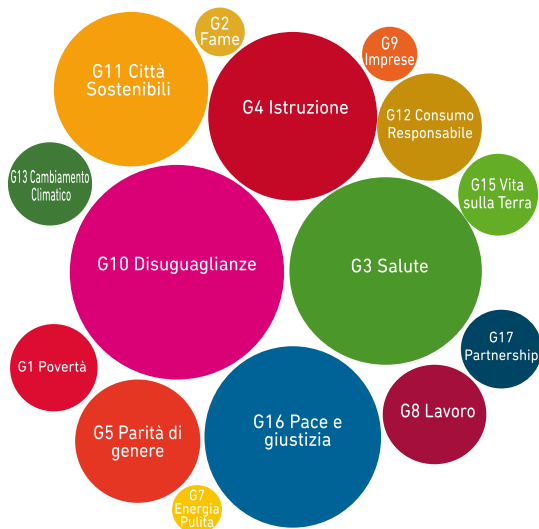 G2
Fame
G9
Imprese
G11 Città
Sostenibili
G4 Istruzione
G12 Consumo
Responsabile
G13 Cambiamento
Climatico
G15 Vita
sulla Terra
G10 Disuguaglianze
G3 Salute
G17
Partnership
G1 Povertà
G8 Lavoro
G5 Parità di
genere
G16 Pace e
giustizia
G7
Energia
Pulita